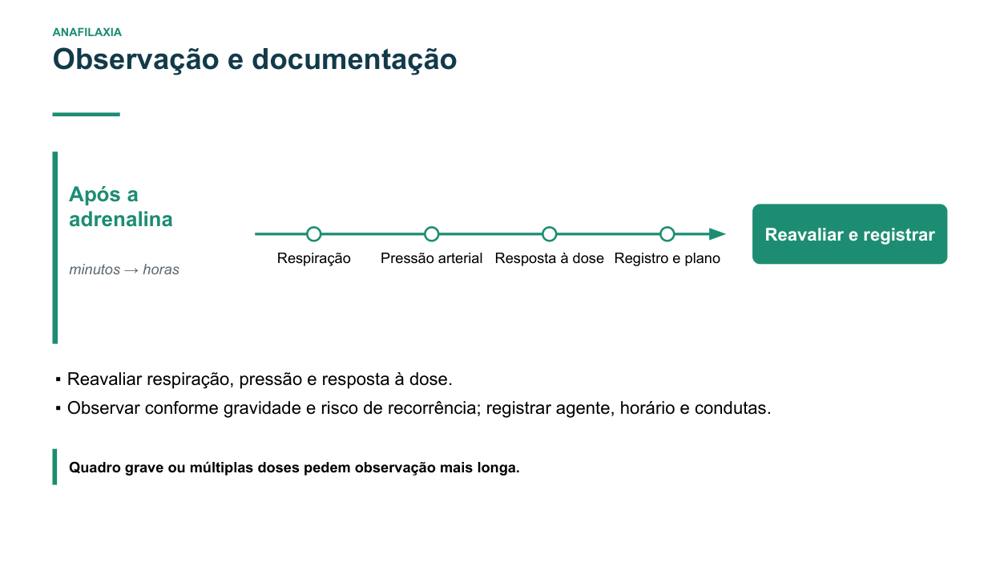 ANAFILAXIA
Observação e documentação
Após a
adrenalina
minutos → horas
Respiração
Pressão arterial
Resposta à dose
Registro e plano
Reavaliar e registrar
▪ Reavaliar respiração, pressão e resposta à dose.
▪ Observar conforme gravidade e risco de recorrência; registrar agente, horário e condutas.
Quadro grave ou múltiplas doses pedem observação mais longa.